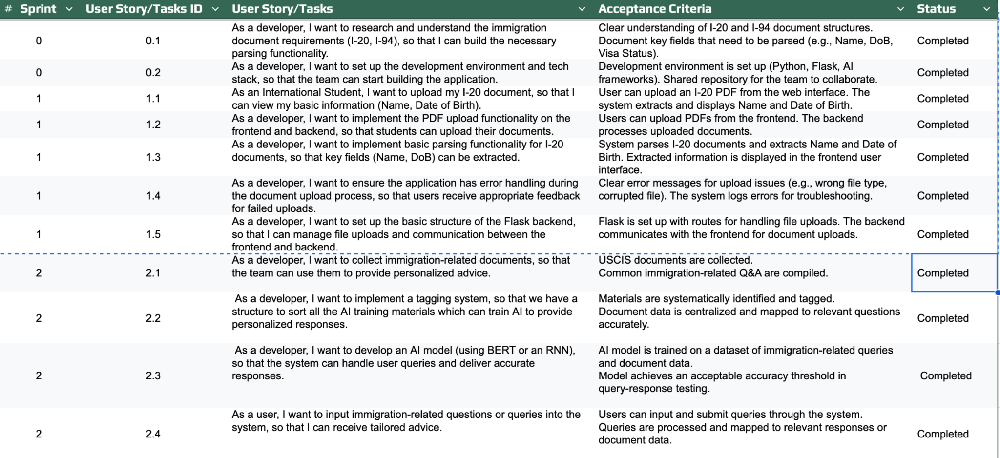 # Sprint User Story/Tasks ID User Story/Tasks Acceptance Criteria Status
0 0.1 As a developer, I want to research and understand the immigration
document requirements (I-20, I-94), so that I can build the necessary
parsing functionality.
Clear understanding of I-20 and I-94 document structures.
Document key fields that need to be parsed (e.g., Name, DoB,
Visa Status).
Completed
0 0.2 As a developer, I want to set up the development environment and tech
stack, so that the team can start building the application.
Development environment is set up (Python, Flask, AI
frameworks). Shared repository for the team to collaborate.
Completed
1 1.1 As an International Student, I want to upload my I-20 document, so that I
can view my basic information (Name, Date of Birth).
User can upload an I-20 PDF from the web interface. The
system extracts and displays Name and Date of Birth.
Completed
1 1.2 As a developer, I want to implement the PDF upload functionality on the
frontend and backend, so that students can upload their documents.
Users can upload PDFs from the frontend. The backend
processes uploaded documents.
Completed
1 1.3 As a developer, I want to implement basic parsing functionality for I-20
documents, so that key fields (Name, DoB) can be extracted.
System parses I-20 documents and extracts Name and Date of
Birth. Extracted information is displayed in the frontend user
interface.
Completed
1 1.4 As a developer, I want to ensure the application has error handling during
the document upload process, so that users receive appropriate feedback
for failed uploads.
Clear error messages for upload issues (e.g., wrong file type,
corrupted file). The system logs errors for troubleshooting.
Completed
1 1.5 As a developer, I want to set up the basic structure of the Flask backend,
so that I can manage file uploads and communication between the
frontend and backend.
Flask is set up with routes for handling file uploads. The backend
communicates with the frontend for document uploads.
Completed
2 2.1 As a developer, I want to collect immigration-related documents, so that
the team can use them to provide personalized advice.
USCIS documents are collected.
Common immigration-related Q&A are compiled.
Completed
2 2.2 As a developer, I want to implement a tagging system, so that we have a
structure to sort all the AI training materials which can train AI to provide
personalized responses.
Materials are systematically identified and tagged.
Document data is centralized and mapped to relevant questions
accurately.
Completed
2 2.3 As a developer, I want to develop an AI model (using BERT or an RNN),
so that the system can handle user queries and deliver accurate
responses.
AI model is trained on a dataset of immigration-related queries
and document data.
Model achieves an acceptable accuracy threshold in
query-response testing.
Completed
2 2.4 As a user, I want to input immigration-related questions or queries into the
system, so that I can receive tailored advice.
Users can input and submit queries through the system.
Queries are processed and mapped to relevant responses or
document data.
Completed